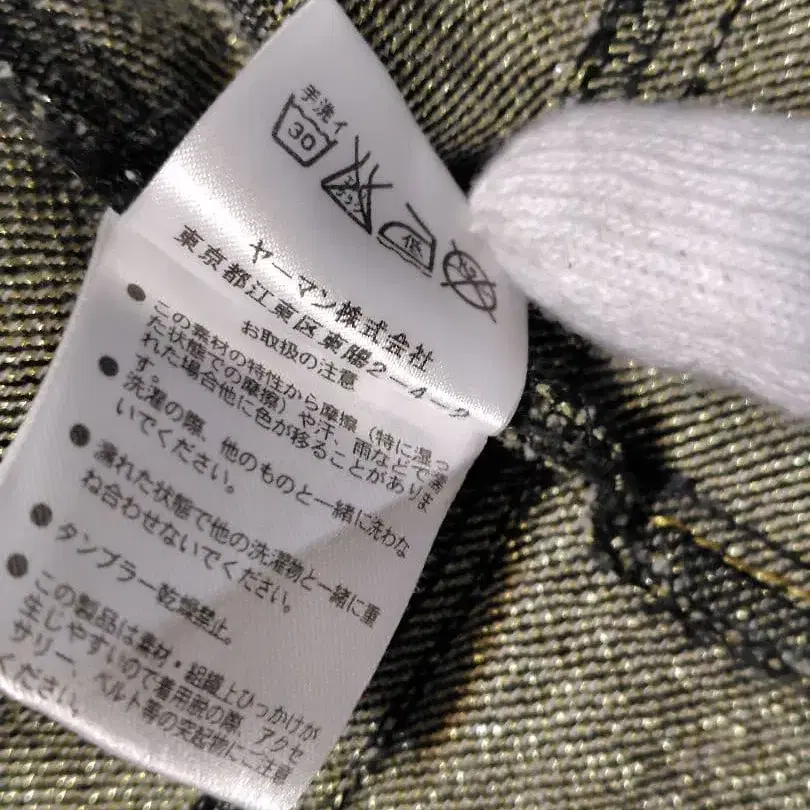 手洗イ
30
低
ヤーマン株式会社
東京都江東区東陽2-4-2
お取扱の注意
●この素材の特性から摩擦（特に湿っ
た状態での摩擦）や汗、雨などで濡
れた場合他に色が移ることがありま
す。
●洗濯の際、他のものと一緒に洗わな
いでください。
●濡れた状態で他の洗濯物と一緒に重
ね合わせないでください。
●タンブラー乾燥禁止。
●この製品は素材・組織上ひっかけが
生じやすいので着用脱の際、アクセ
サリー、ベルト等の突起物にご注意
ください。